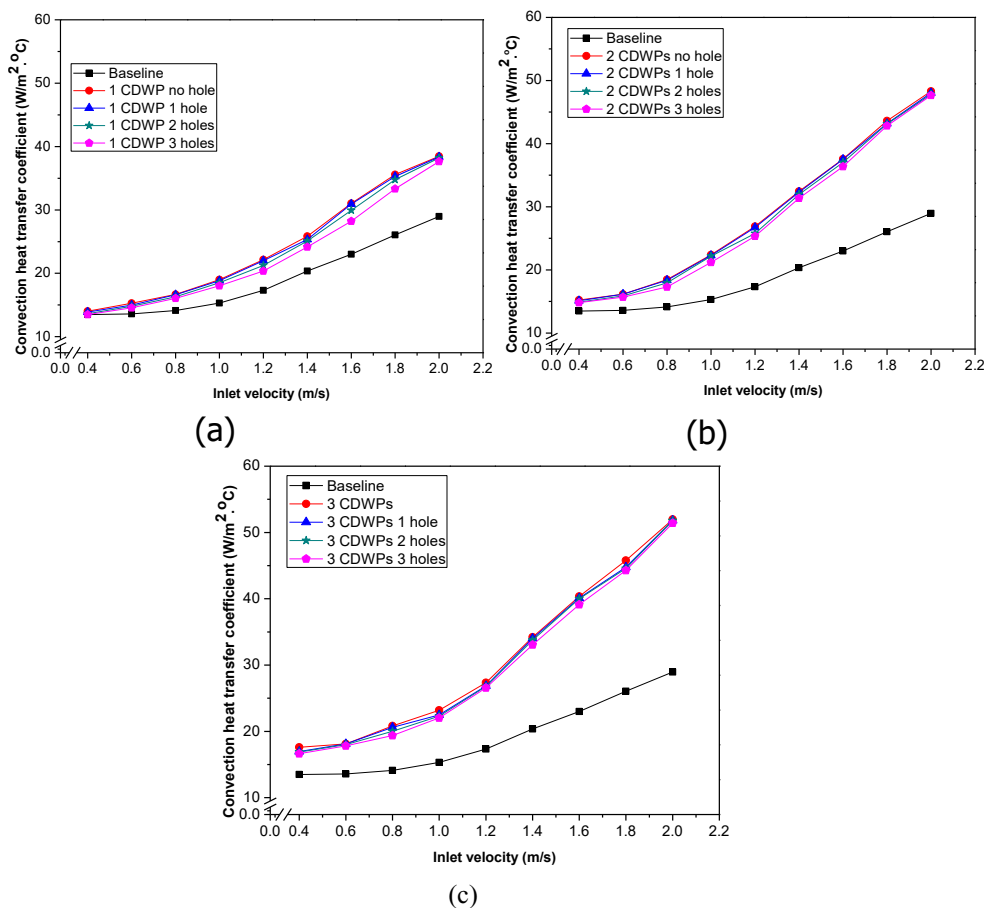 Convection heat transfer coefficient (W/m².ºC)
60
50
40
30
20
10
0.0
Baseline
1 CDWP no hole
1 CDWP 1 hole
1 CDWP 2 holes
1 CDWP 3 holes
0.0 0.4 0.6 0.8 1.0 1.2 1.4 1.6 1.8 2.0 2.2
Inlet velocity (m/s)
(a)
Convection heat transfer coefficient (W/m².°C)
60
50
40
30
20
10
0.0
Baseline
2 CDWPs no hole
2 CDWPs 1 hole
2 CDWPs 2 holes
2 CDWPs 3 holes
0.0 0.4 0.6 0.8 1.0 1.2 1.4 1.6 1.8 2.0 2.2
Inlet velocity (m/s)
(b)
Convection heat transfer coefficient (W/m².ºC)
60
50
40
30
20
10
0.0
Baseline
3 CDWPs
3 CDWPs 1 hole
3 CDWPs 2 holes
3 CDWPs 3 holes
0.0 0.4 0.6 0.8 1.0 1.2 1.4 1.6 1.8 2.0 2.2
Inlet velocity (m/s)
(c)